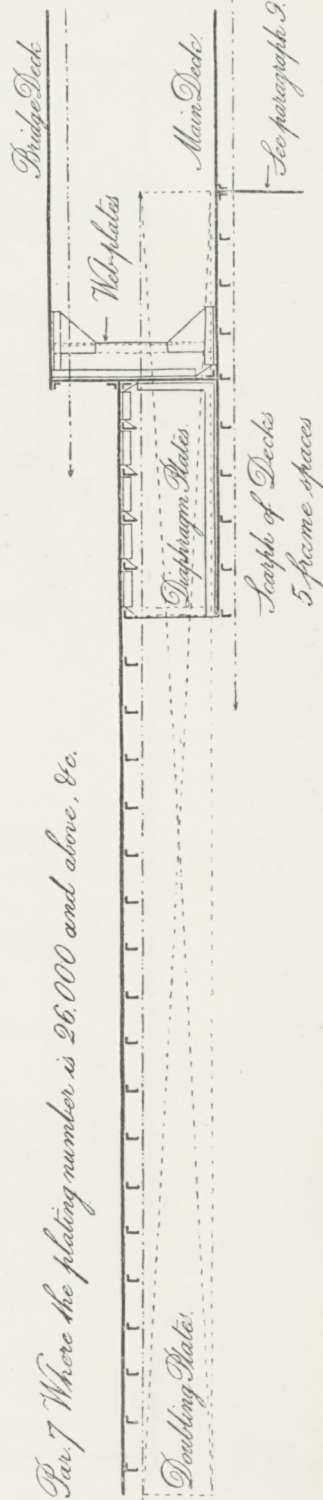 Par. 7 Where the plating number is 26,000 and above, &c.
Bridge Deck
Web-plates
Main Deck.
Diaphragm Plates.
Doubling Plate.
Scarph of Decks
5 frame spaces
See paragraph 9.